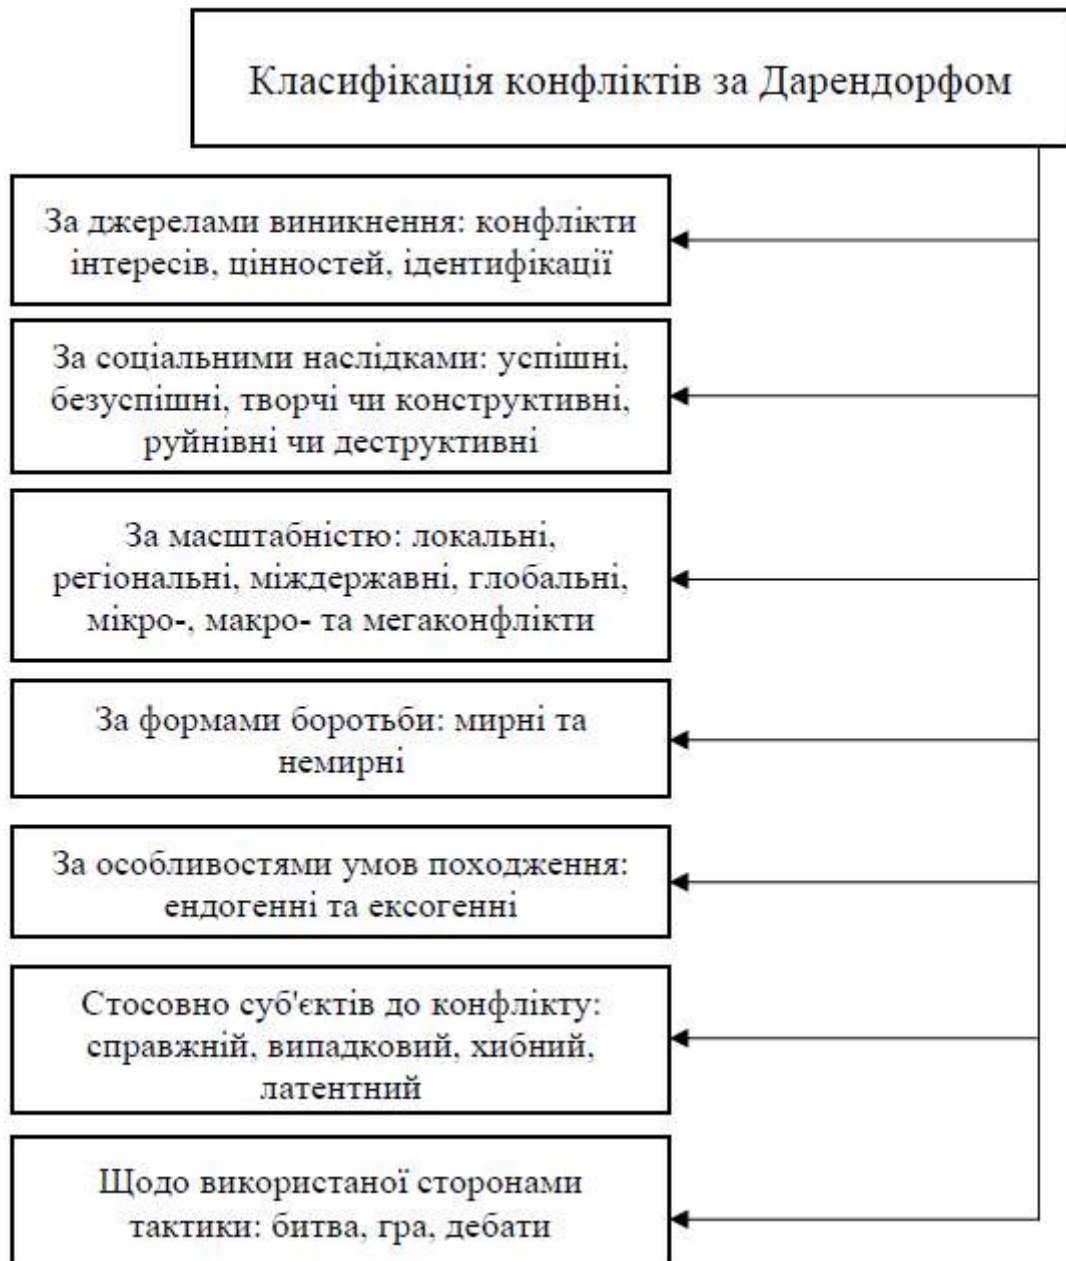 Класифікація конфліктів за Дарендорфом
За джерелами виникнення: конфлікти
інтересів, цінностей, ідентифікації
За соціальними наслідками: успішні,
безуспішні, творчі чи конструктивні,
руйнівні чи деструктивні
За масштабністю: локальні,
регіональні, міждержавні, глобальні,
мікро-, макро- та мегаконфлікти
За формами боротьби: мирні та
немирні
За особливостями умов походження:
ендогенні та ексогенні
Стосовно суб'єктів до конфлікту:
справжній, випадковий, хибний,
латентний
Щодо використаної сторонами
тактики: битва, гра, дебати